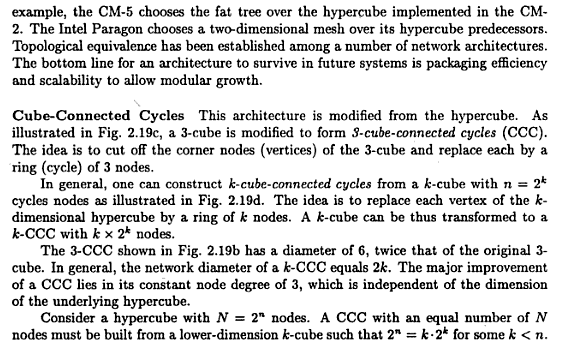 example, the CM-5 chooses the fat tree over the hypercube implemented in the CM-
2. The Intel Paragon chooses a two-dimensional mesh over its hypercube predecessors.
Topological equivalence has been established among a number of network architectures.
The bottom line for an architecture to survive in future systems is packaging efficiency
and scalability to allow modular growth.
Cube-Connected Cycles This architecture is modified from the hypercube. As
illustrated in Fig. 2.19c, a 3-cube is modified to form 3-cube-connected cycles (CCC).
The idea is to cut off the corner nodes (vertices) of the 3-cube and replace each by a
ring (cycle) of 3 nodes.
In general, one can construct k-cube-connected cycles from a k-cube with n = 2^k
cycles nodes as illustrated in Fig. 2.19d. The idea is to replace each vertex of the k-
dimensional hypercube by a ring of k nodes. A k-cube can be thus transformed to a
k-CCC with k × 2^k nodes.
The 3-CCC shown in Fig. 2.19b has a diameter of 6, twice that of the original 3-
cube. In general, the network diameter of a k-CCC equals 2k. The major improvement
of a CCC lies in its constant node degree of 3, which is independent of the dimension
of the underlying hypercube.
Consider a hypercube with N = 2^n nodes. A CCC with an equal number of N
nodes must be built from a lower-dimension k-cube such that 2^n = k·2^k for some k < n.